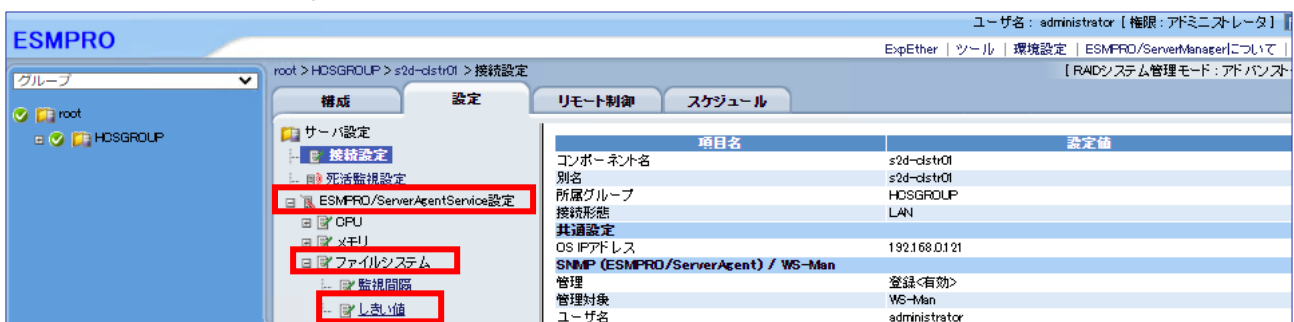 ユーザ名： administrator [ 権限：アドミニストレータ ]
ESMPRO
ExpEther | ツール | 環境設定 | ESMPRO/ServerManagerについて |
グループ
root > HCSGROUP > s2d-clstr01 > 接続設定
[ RAIDシステム管理モード：アドバンスト
構成 設定 リモート制御 スケジュール
root
HCSGROUP
サーバ設定
接続設定
死活監視設定
ESMPRO/ServerAgentService設定
CPU
メモリ
ファイルシステム
監視間隔
しきい値
項目名 設定値
コンポーネント名 s2d-clstr01
別名 s2d-clstr01
所属グループ HCSGROUP
接続形態 LAN
共通設定
OS IPアドレス 192.168.0.121
SNMP (ESMPRO/ServerAgent) / WS-Man
管理 登録<有効>
管理対象 WS-Man
ユーザ名 administrator